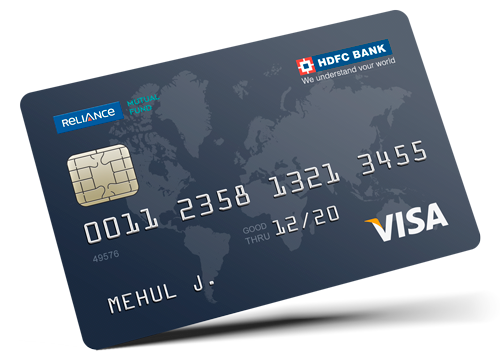 HDFC BANK
We understand your world
RELIANCE
MUTUAL
FUND
0011 2358 1321 3455
49576
GOOD
THRU
12/20
VISA
MEHUL J.